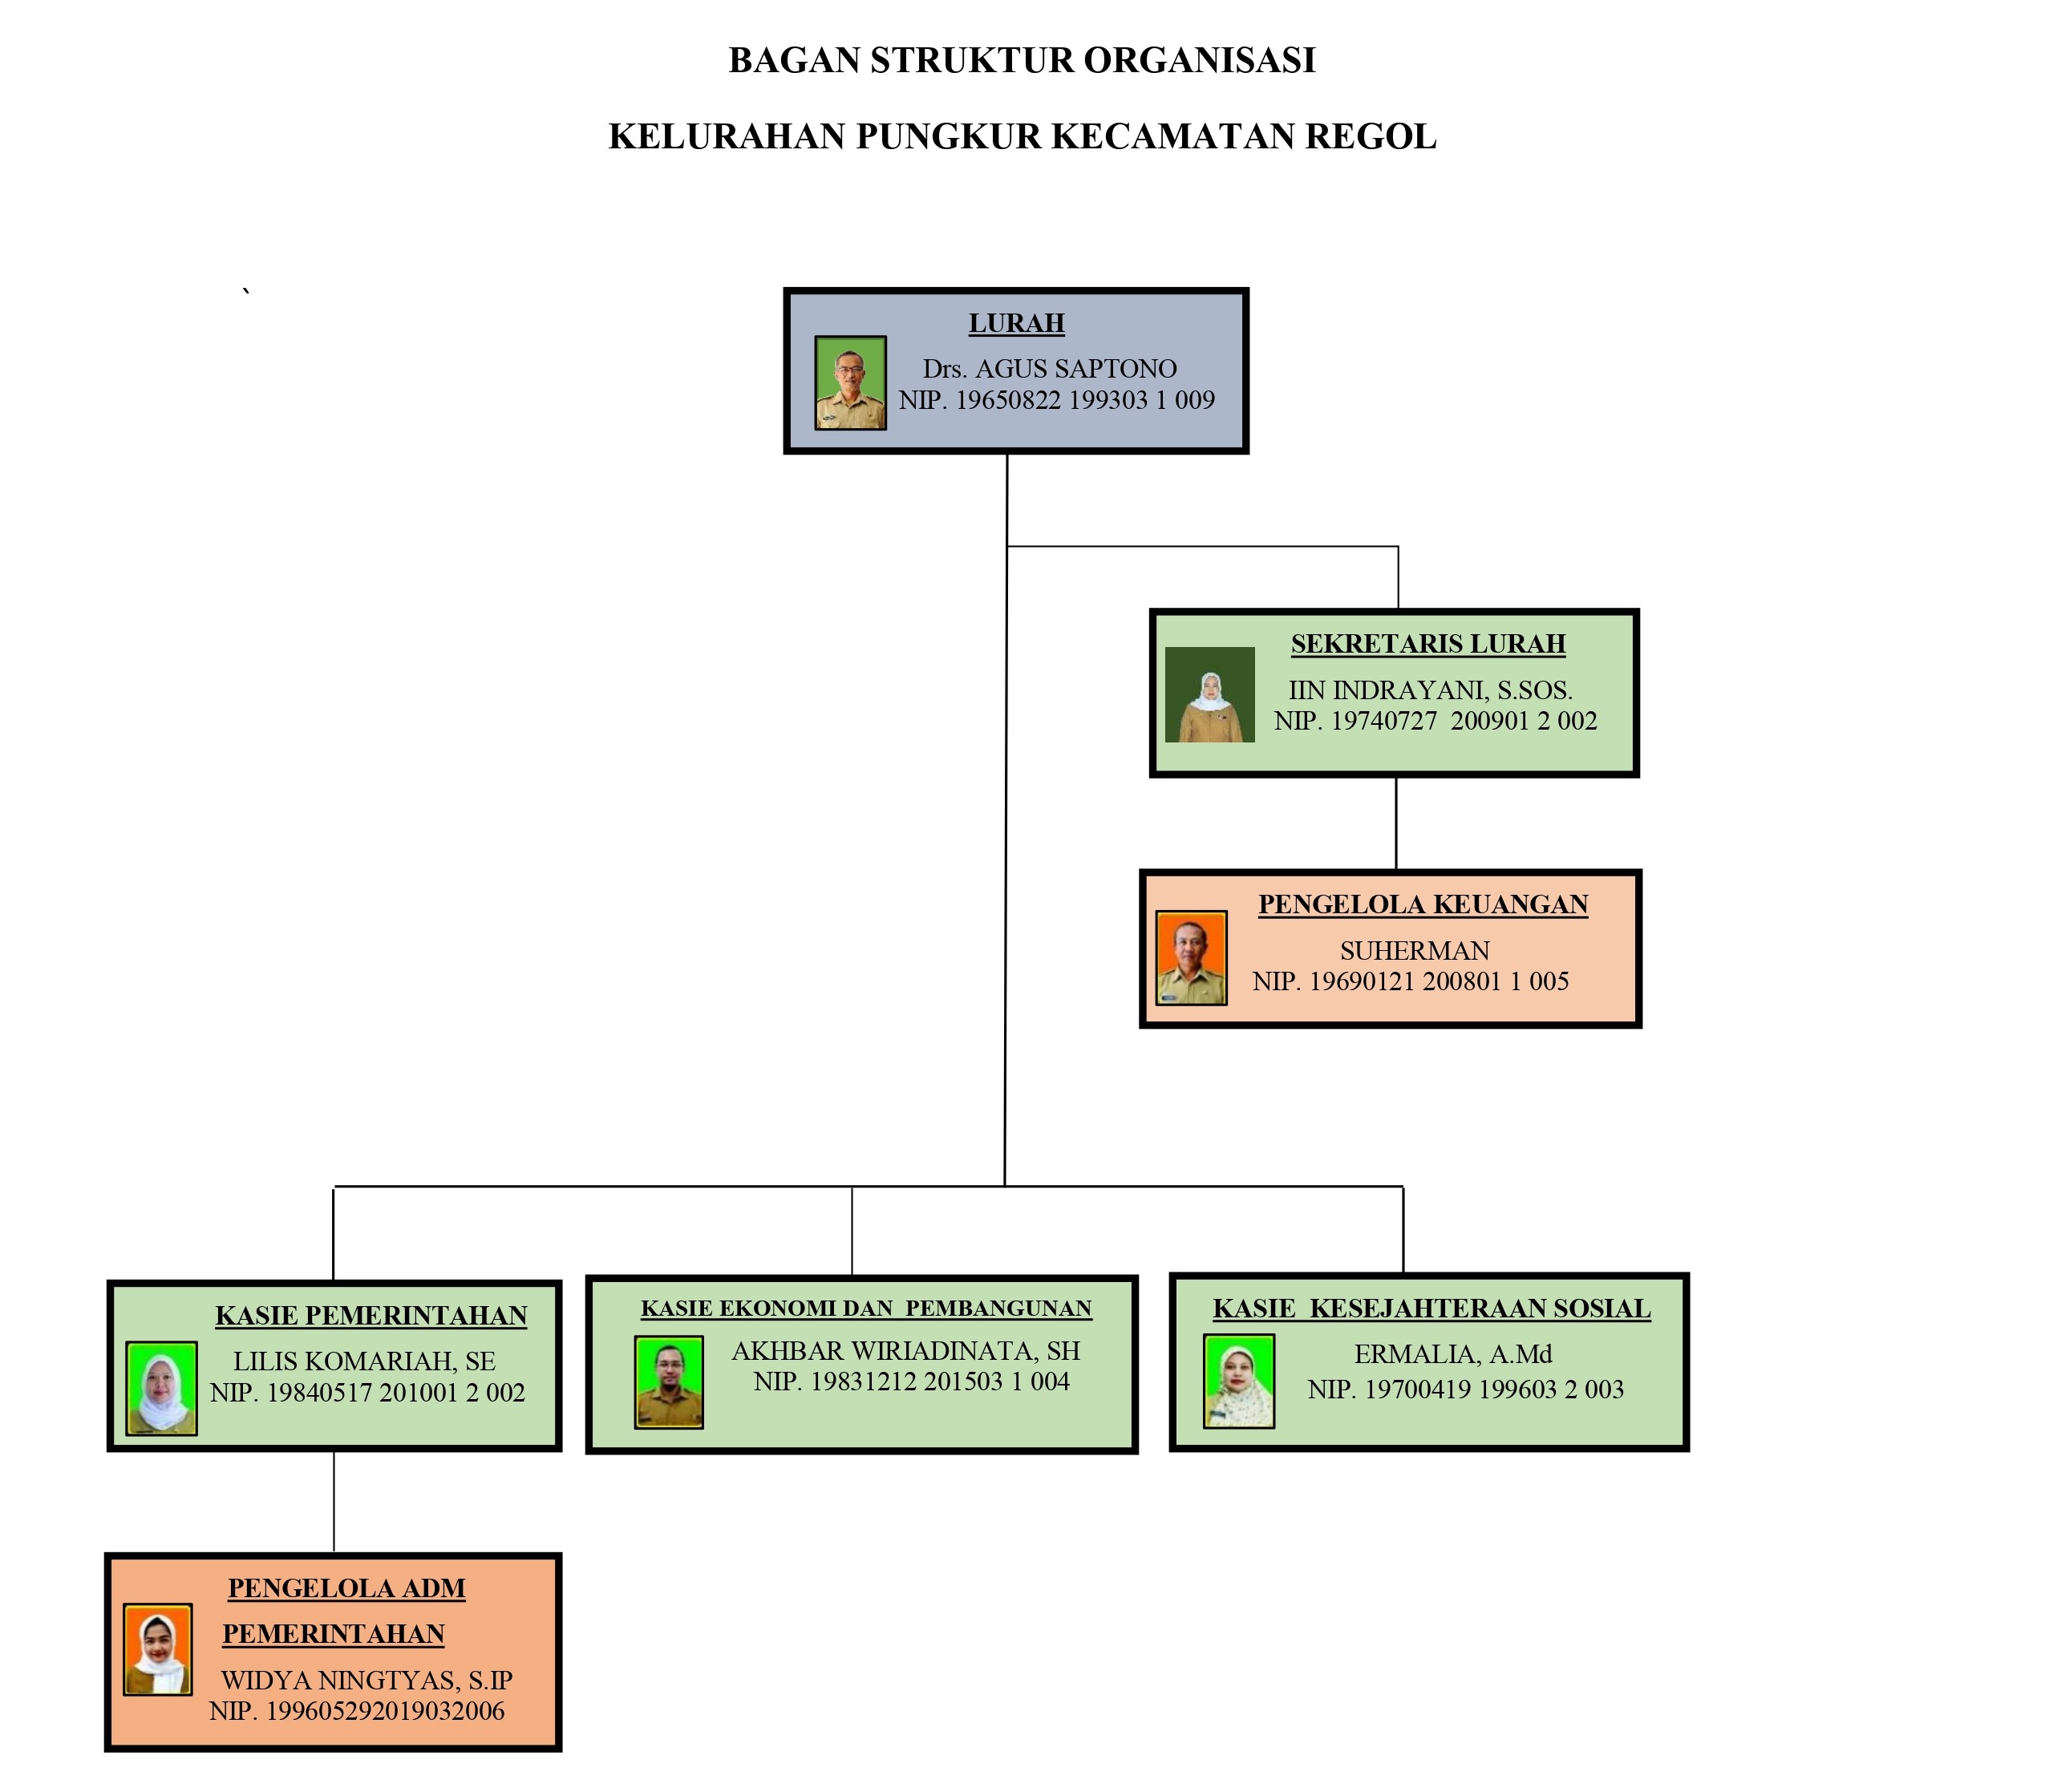 BAGAN STRUKTUR ORGANISASI
KELURAHAN PUNGKUR KECAMATAN REGOL
`
LURAH
Drs. AGUS SAPTONO
NIP. 19650822 199303 1 009
SEKRETARIS LURAH
IIN INDRAYANI, S.SOS.
NIP. 19740727  200901 2 002
PENGELOLA KEUANGAN
SUHERMAN
NIP. 19690121 200801 1 005
KASIE PEMERINTAHAN
LILIS KOMARIAH, SE
NIP. 19840517 201001 2 002
KASIE EKONOMI DAN  PEMBANGUNAN
AKHBAR WIRIADINATA, SH
NIP. 19831212 201503 1 004
KASIE  KESEJAHTERAAN SOSIAL
ERMALIA, A.Md
NIP. 19700419 199603 2 003
PENGELOLA ADM
PEMERINTAHAN
WIDYA NINGTYAS, S.IP
NIP. 199605292019032006